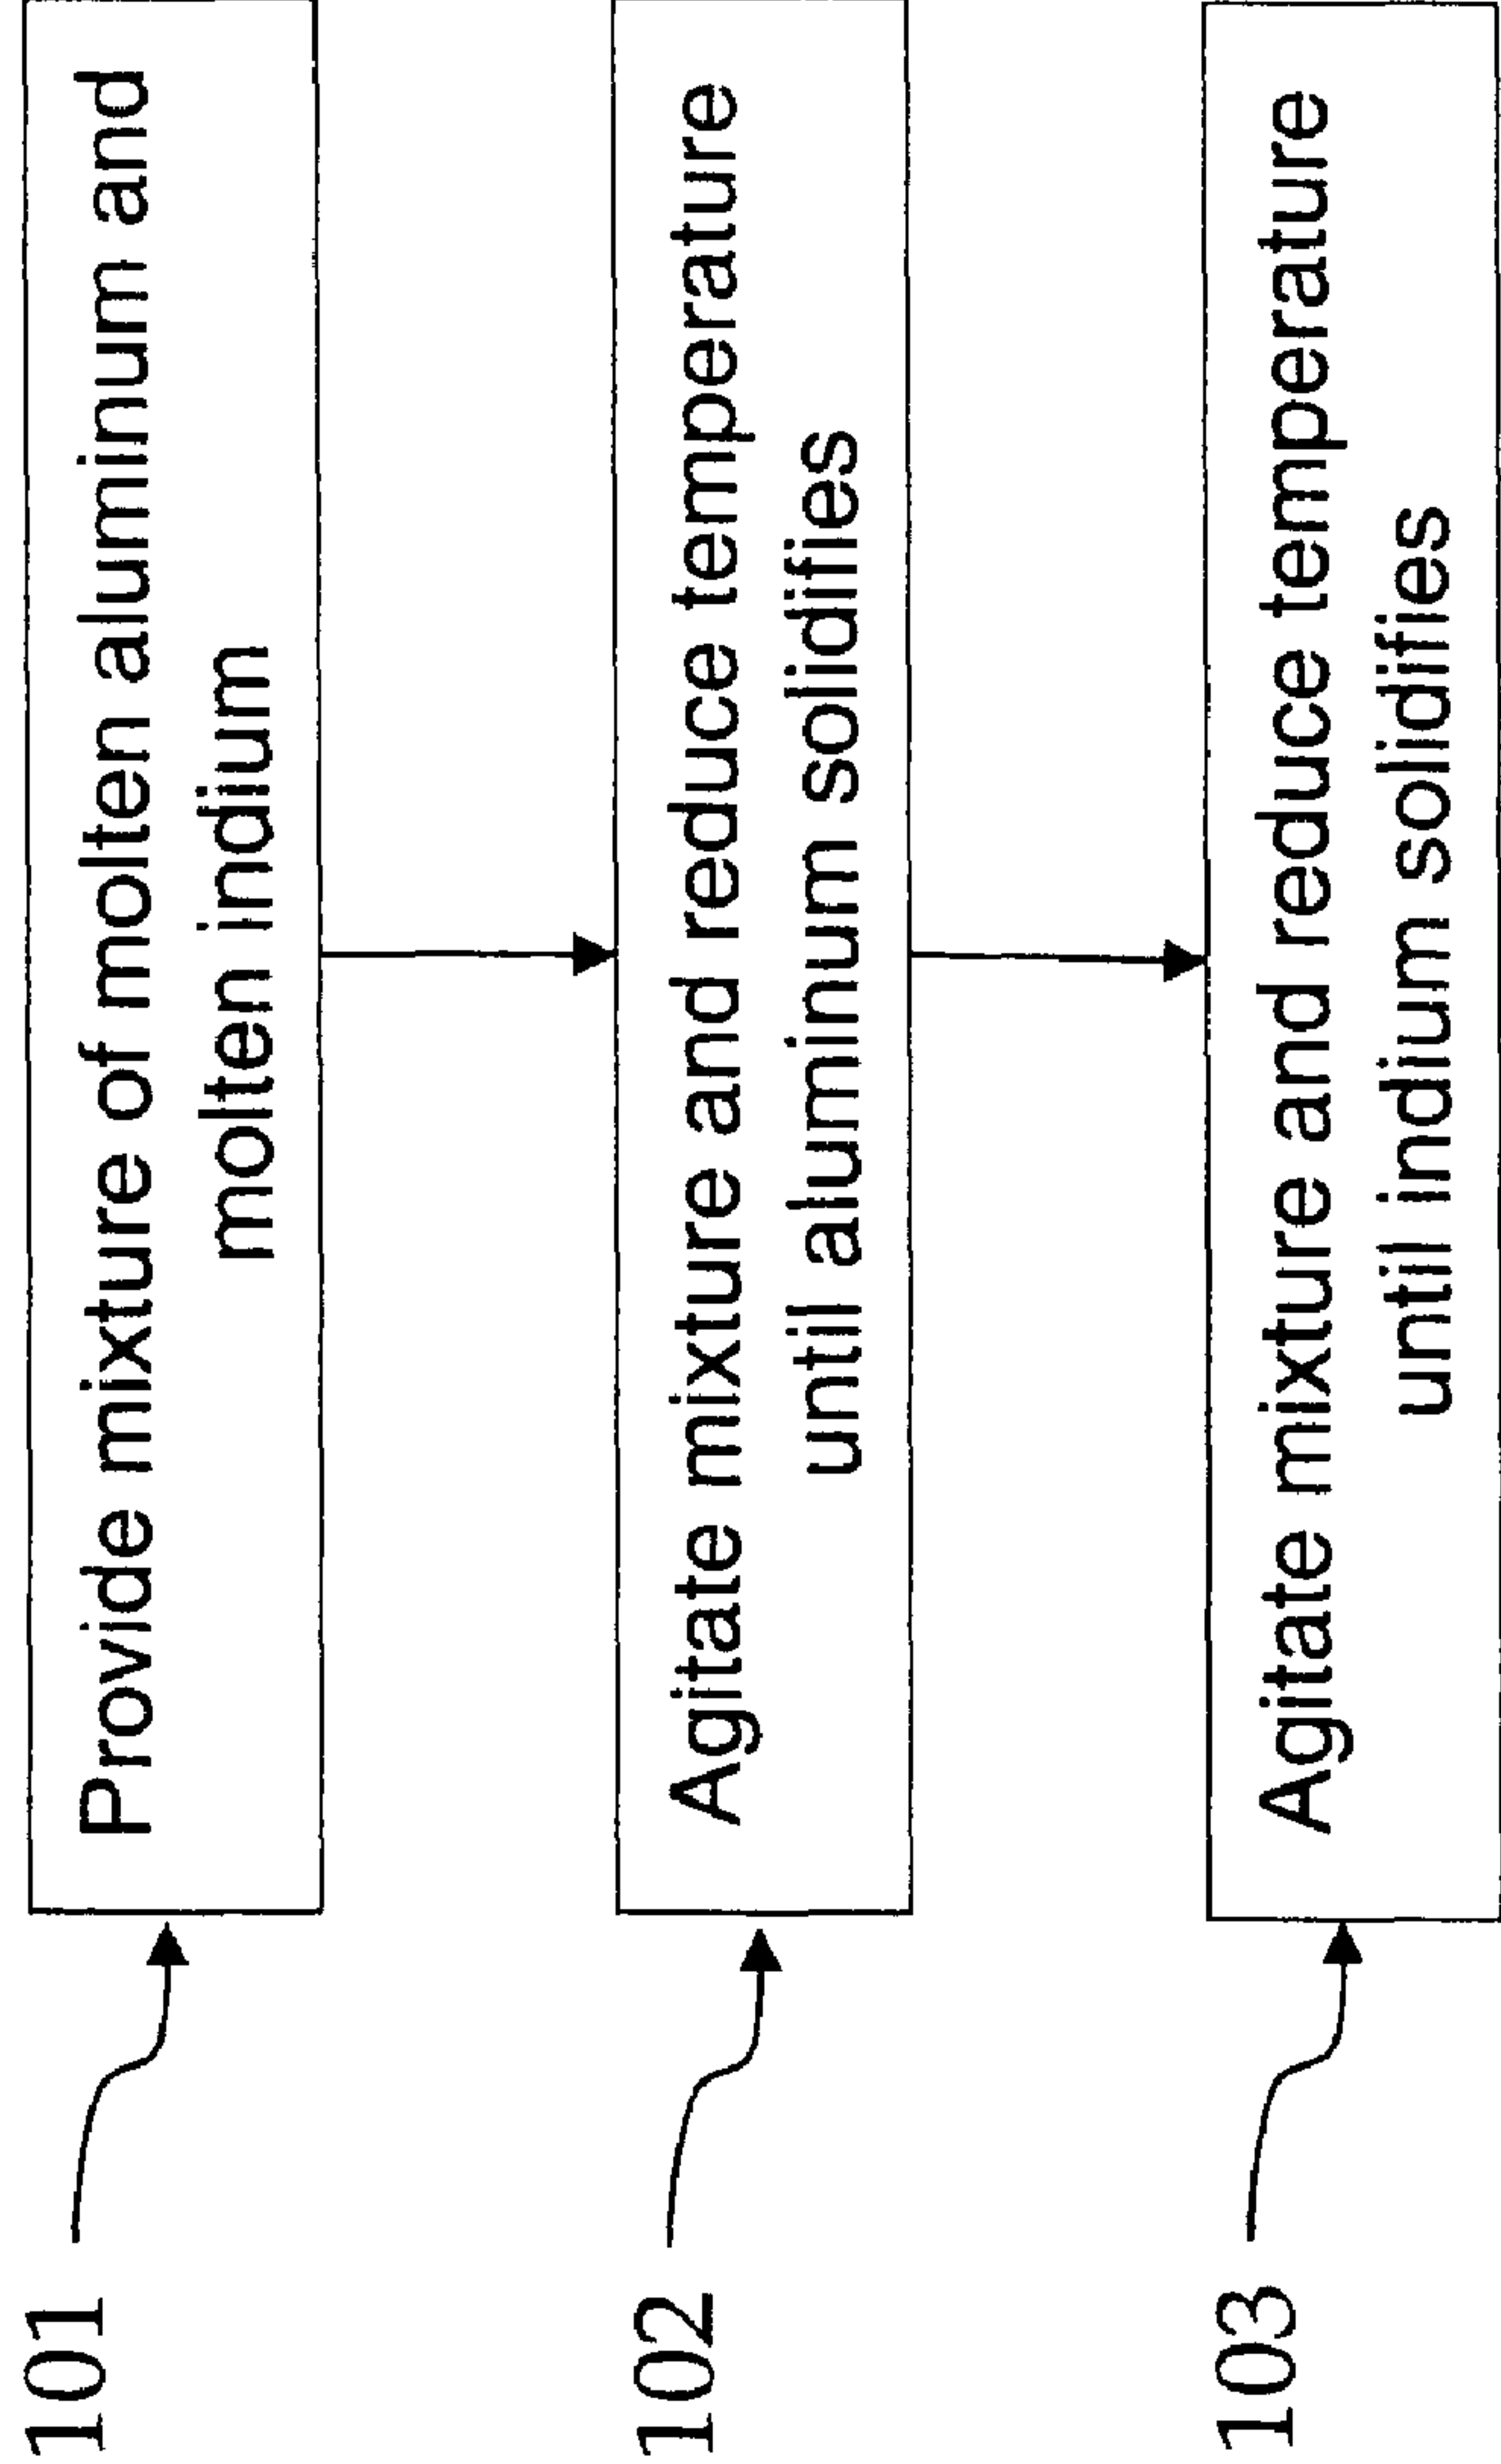 101
Provide mixture of molten aluminum and
molten indium
102
Agitate mixture and reduce temperature
until aluminum solidifies
103
Agitate mixture and reduce temperature
until indium solidifies